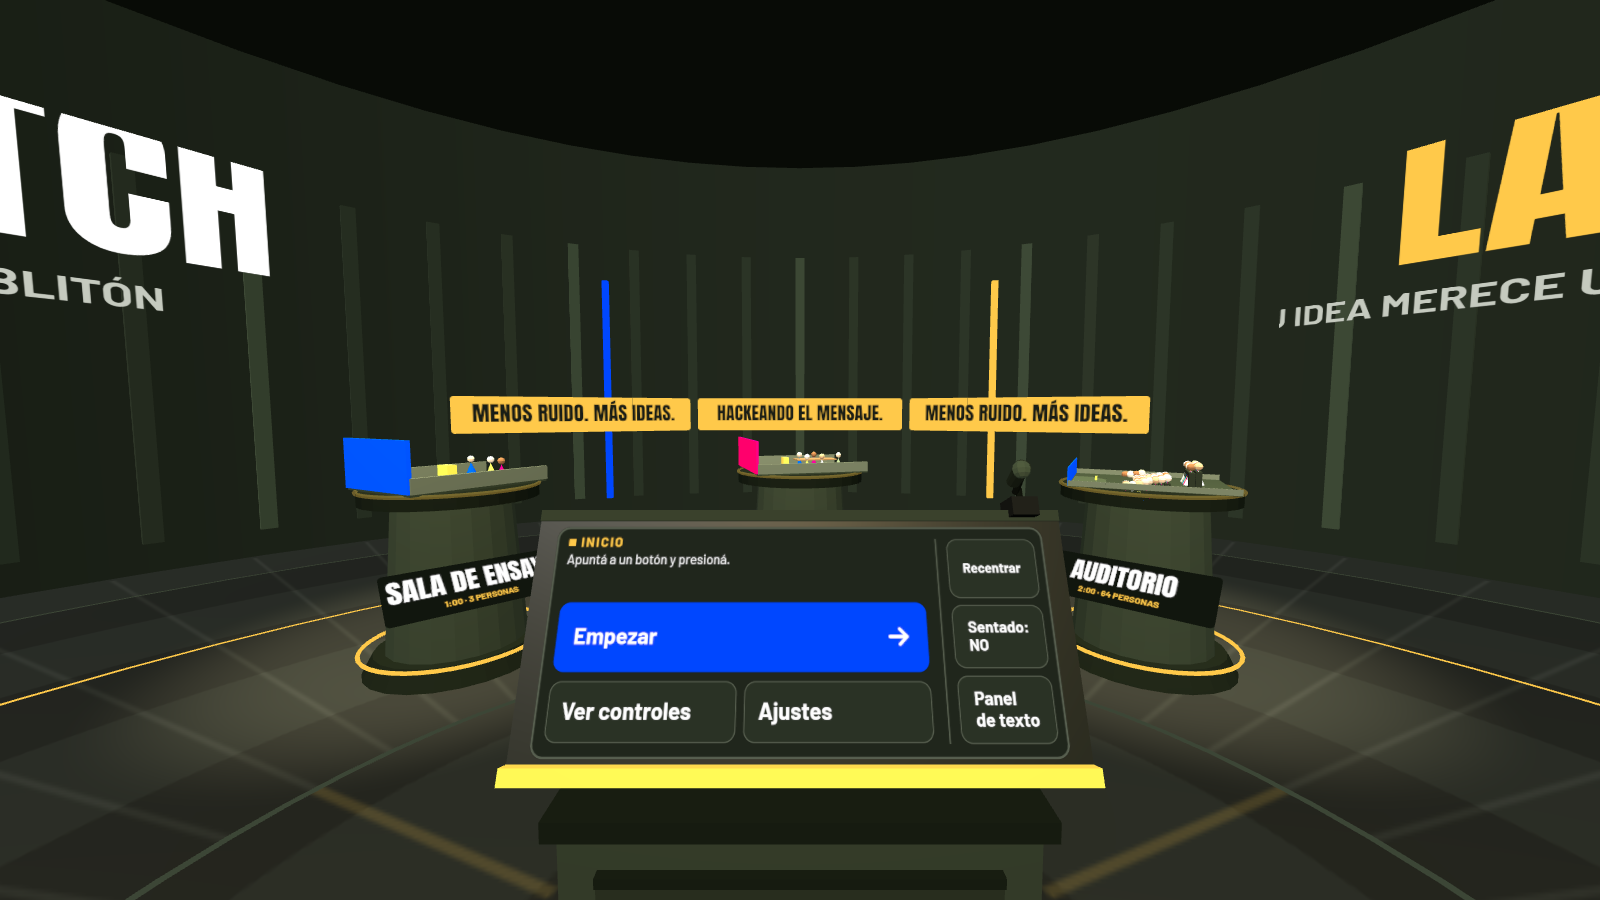 TCH
BLITÓN
LA
IDEA MERECE
MENOS RUIDO. MÁS IDEAS.
HACKEANDO EL MENSAJE.
MENOS RUIDO. MÁS IDEAS.
SALA DE ENSA
1:00 - 3 PERSONAS
AUDITORIO
2:00 - 64 PERSONAS
INICIO
Apuntá a un botón y presioná.
Empezar
Ver controles
Ajustes
Recentrar
Sentado:
NO
Panel
de texto